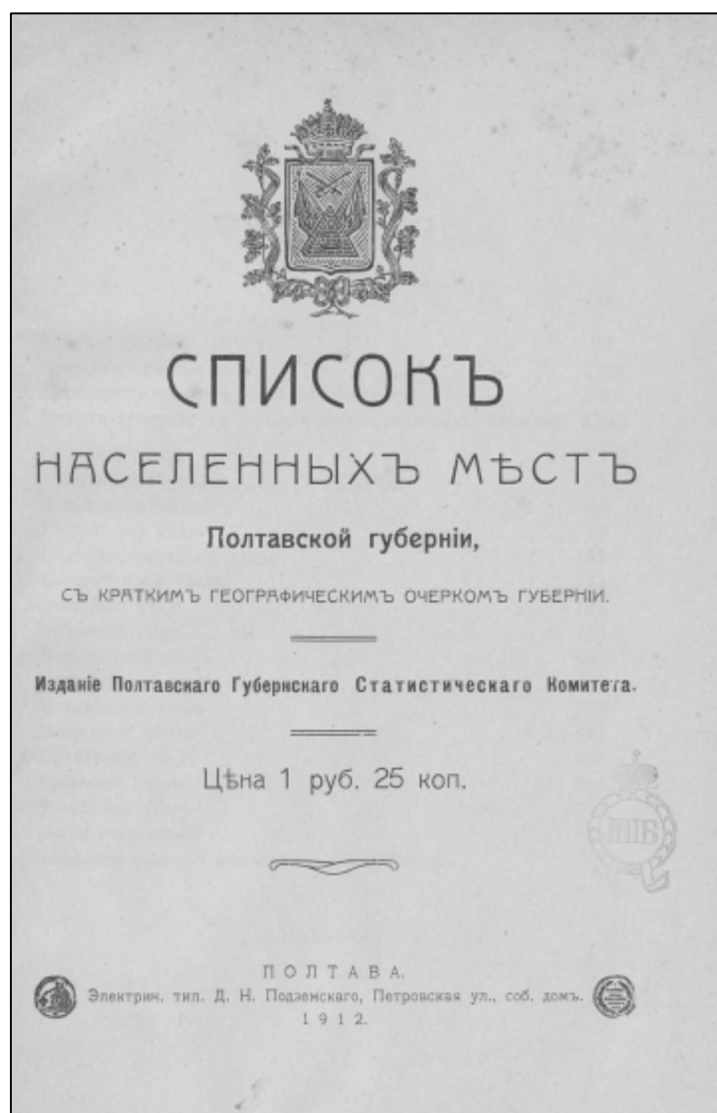 СПИСОКЪ
НАСЕЛЕННЫХЪ МѢСТЪ
Полтавской губерніи,
СЪ КРАТКИМЪ ГЕОГРАФИЧЕСКИМЪ ОЧЕРКОМЪ ГУБЕРНІИ.
Изданіе Полтавскаго Губернскаго Статистическаго Комитета.
Цѣна 1 руб. 25 коп.
ПОЛТАВА.
Электрич. тип. Д. Н. Подземскаго, Петровская ул., соб. домъ.
1912.